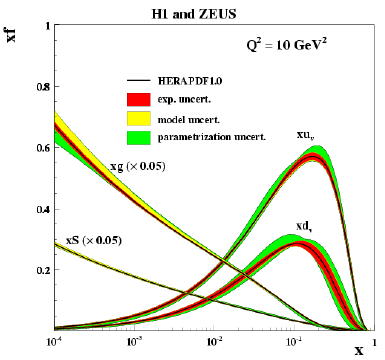 H1 and ZEUS
xf
1
Q² = 10 GeV²
HERAPDF1.0
exp. uncert.
0.8
model uncert.
parametrization uncert.
xuᵥ
0.6
xg (× 0.05)
0.4
xS (× 0.05)
xdᵥ
0.2
10⁻⁴ 10⁻³ 10⁻² 10⁻¹ 1
x